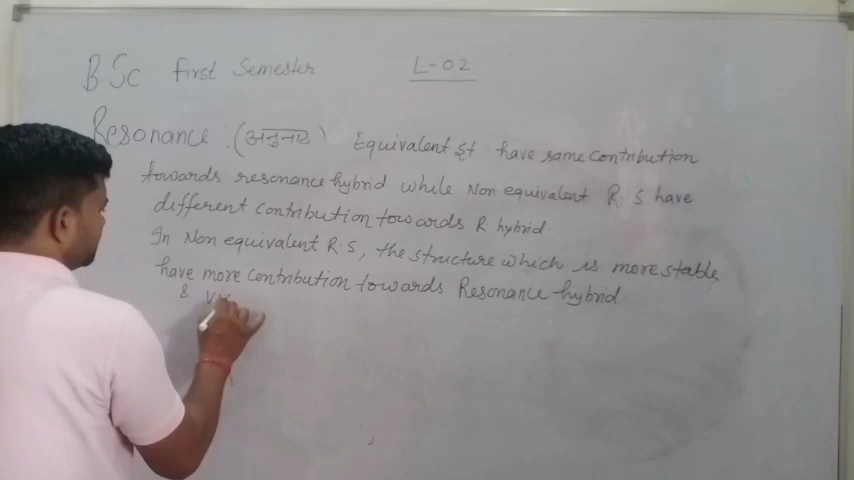 BSc First Semester L-02
Resonance: (अनुनाद) Equivalent have same contribution
towards resonance hybrid while Non equivalent R.S have
different contribution towards R. hybrid
In Non equivalent R.S, the structure which is more stable,
have more contribution towards Resonance hybrid
&